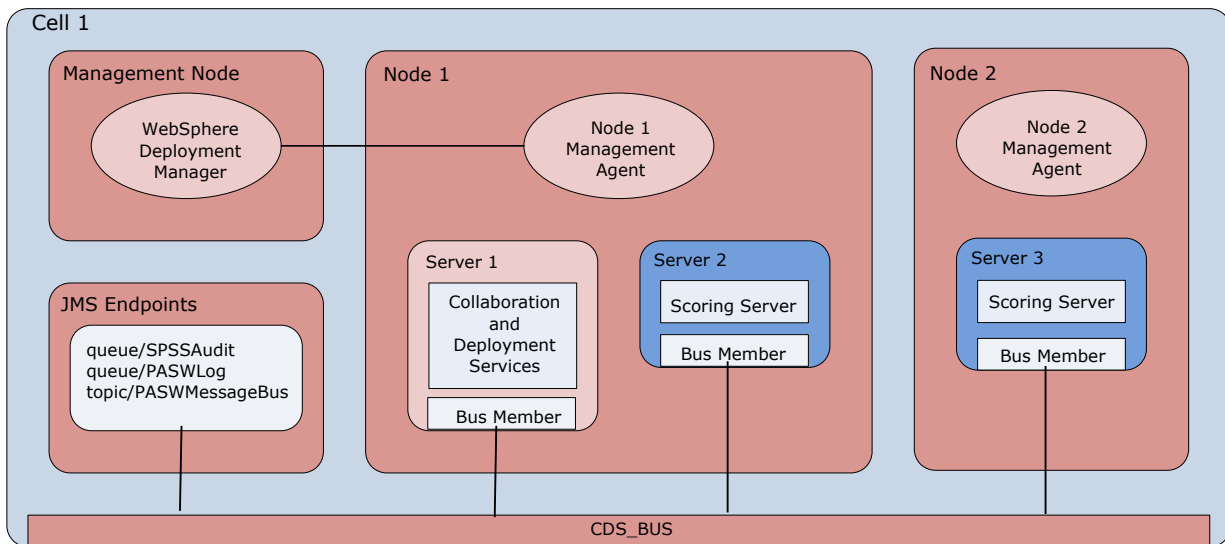 Cell 1
Management Node
WebSphere
Deployment
Manager
Node 1
Node 1
Management
Agent
Node 2
Node 2
Management
Agent
JMS Endpoints
queue/SPSSAudit
queue/PASWLog
topic/PASWMessageBus
Server 1
Collaboration
and
Deployment
Services
Bus Member
Server 2
Scoring Server
Bus Member
Server 3
Scoring Server
Bus Member
CDS_BUS